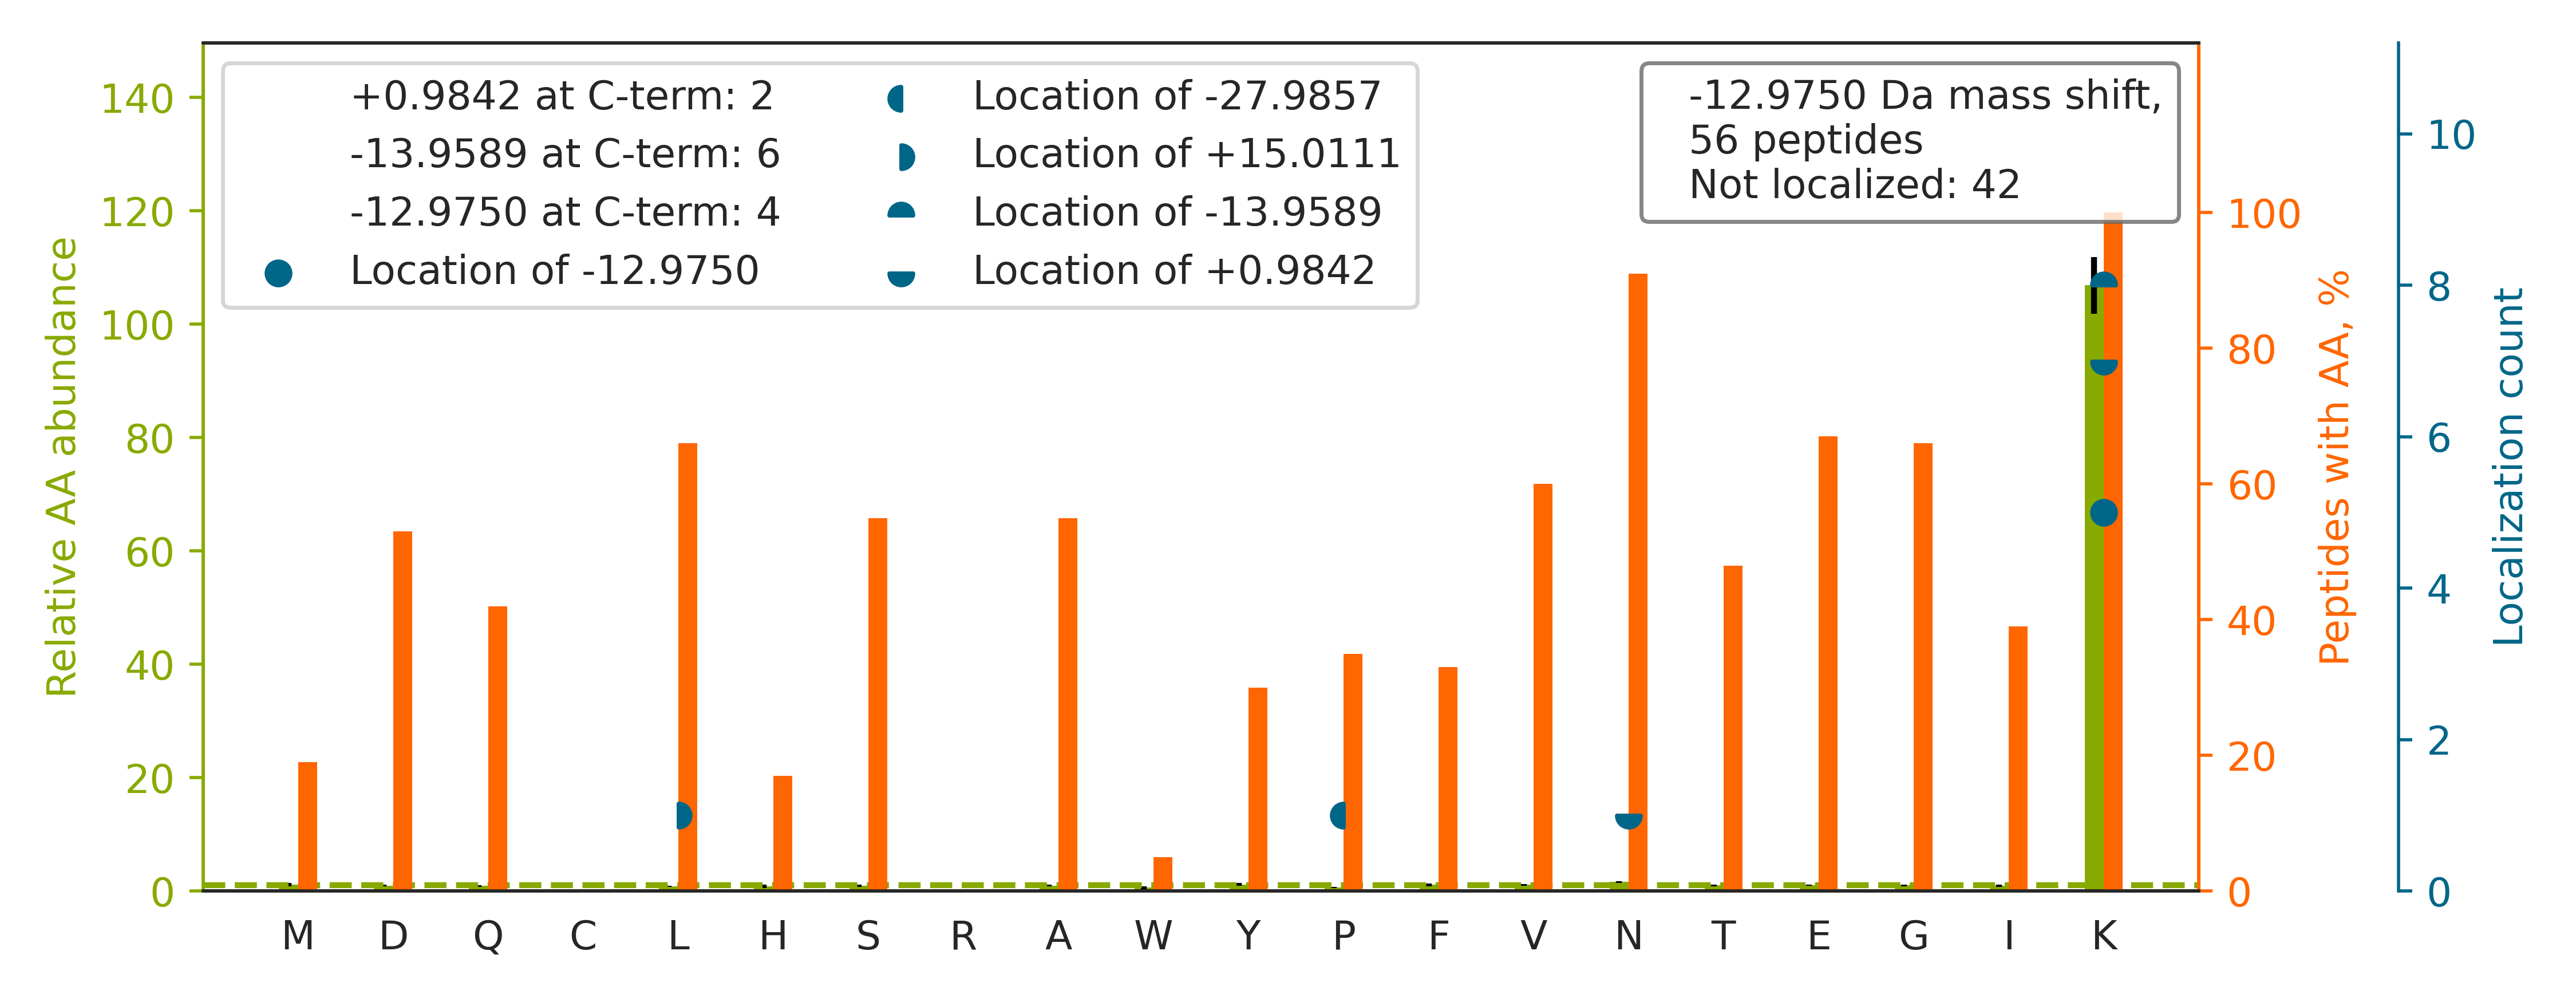 +0.9842 at C-term: 2
-13.9589 at C-term: 6
-12.9750 at C-term: 4
Location of -12.9750
Location of -27.9857
Location of +15.0111
Location of -13.9589
Location of +0.9842
-12.9750 Da mass shift,
56 peptides
Not localized: 42
Relative AA abundance
140
120
100
80
60
40
20
0
100
80
60
40
20
0
Peptides with AA, %
10
8
6
4
2
0
Localization count
M D Q C L H S R A W Y P F V N T E G I K